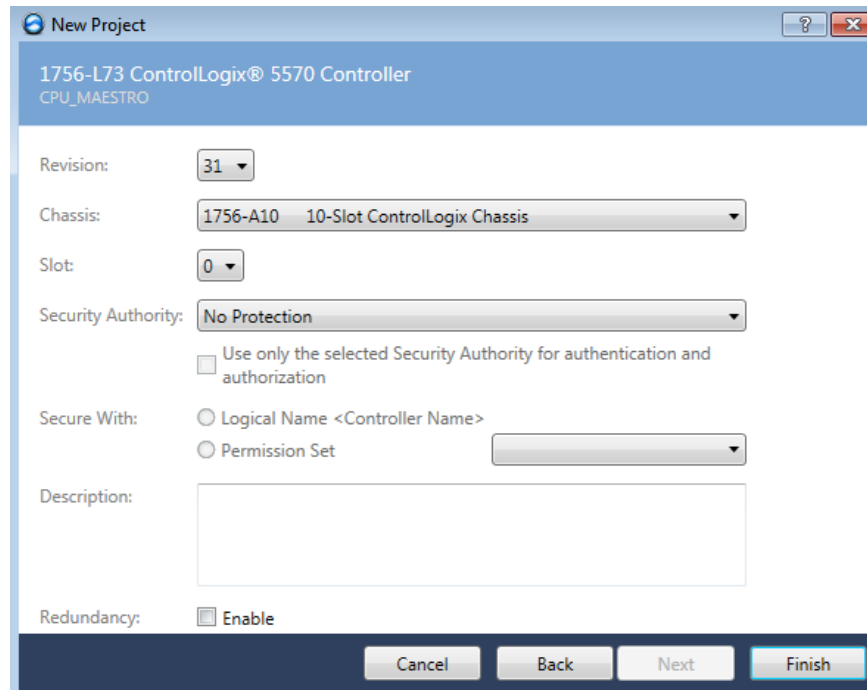 New Project
1756-L73 ControlLogix® 5570 Controller
CPU_MAESTRO
Revision: 31
Chassis: 1756-A10 10-Slot ControlLogix Chassis
Slot: 0
Security Authority: No Protection
Use only the selected Security Authority for authentication and
authorization
Secure With: Logical Name <Controller Name>
Permission Set
Description:
Redundancy: Enable
Cancel Back Next Finish